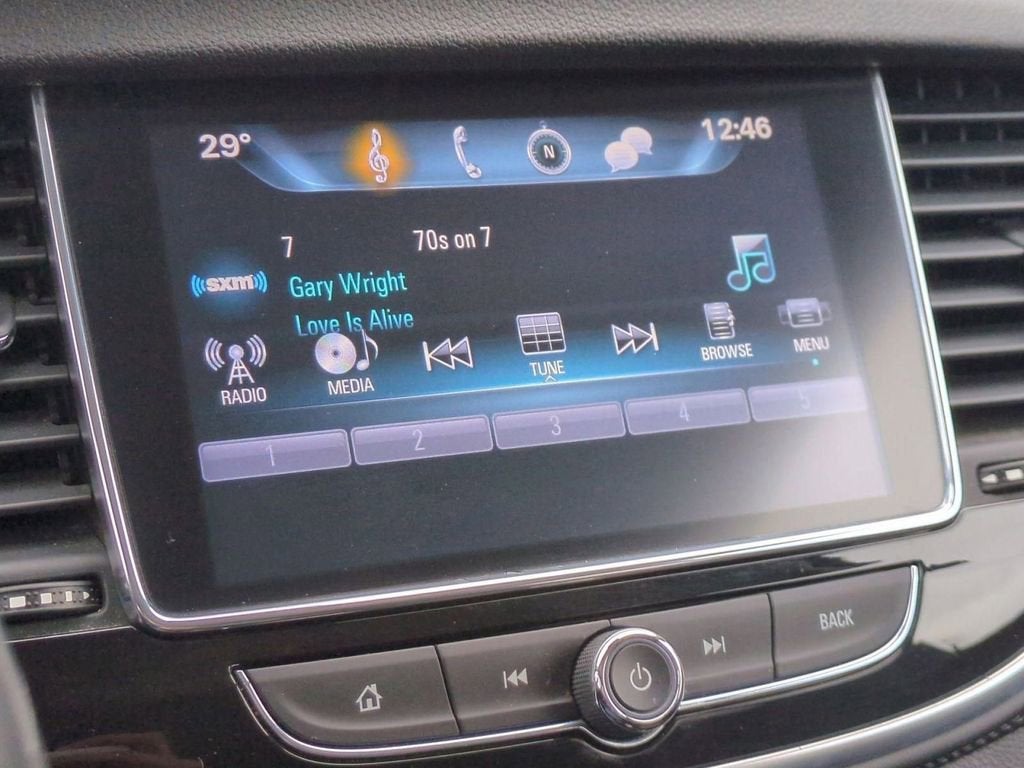 29°
N
12:46
7
70s on 7
sxm
Gary Wright
Love Is Alive
RADIO
MEDIA
TUNE
BROWSE
MENU
1
2
3
4
5
BACK